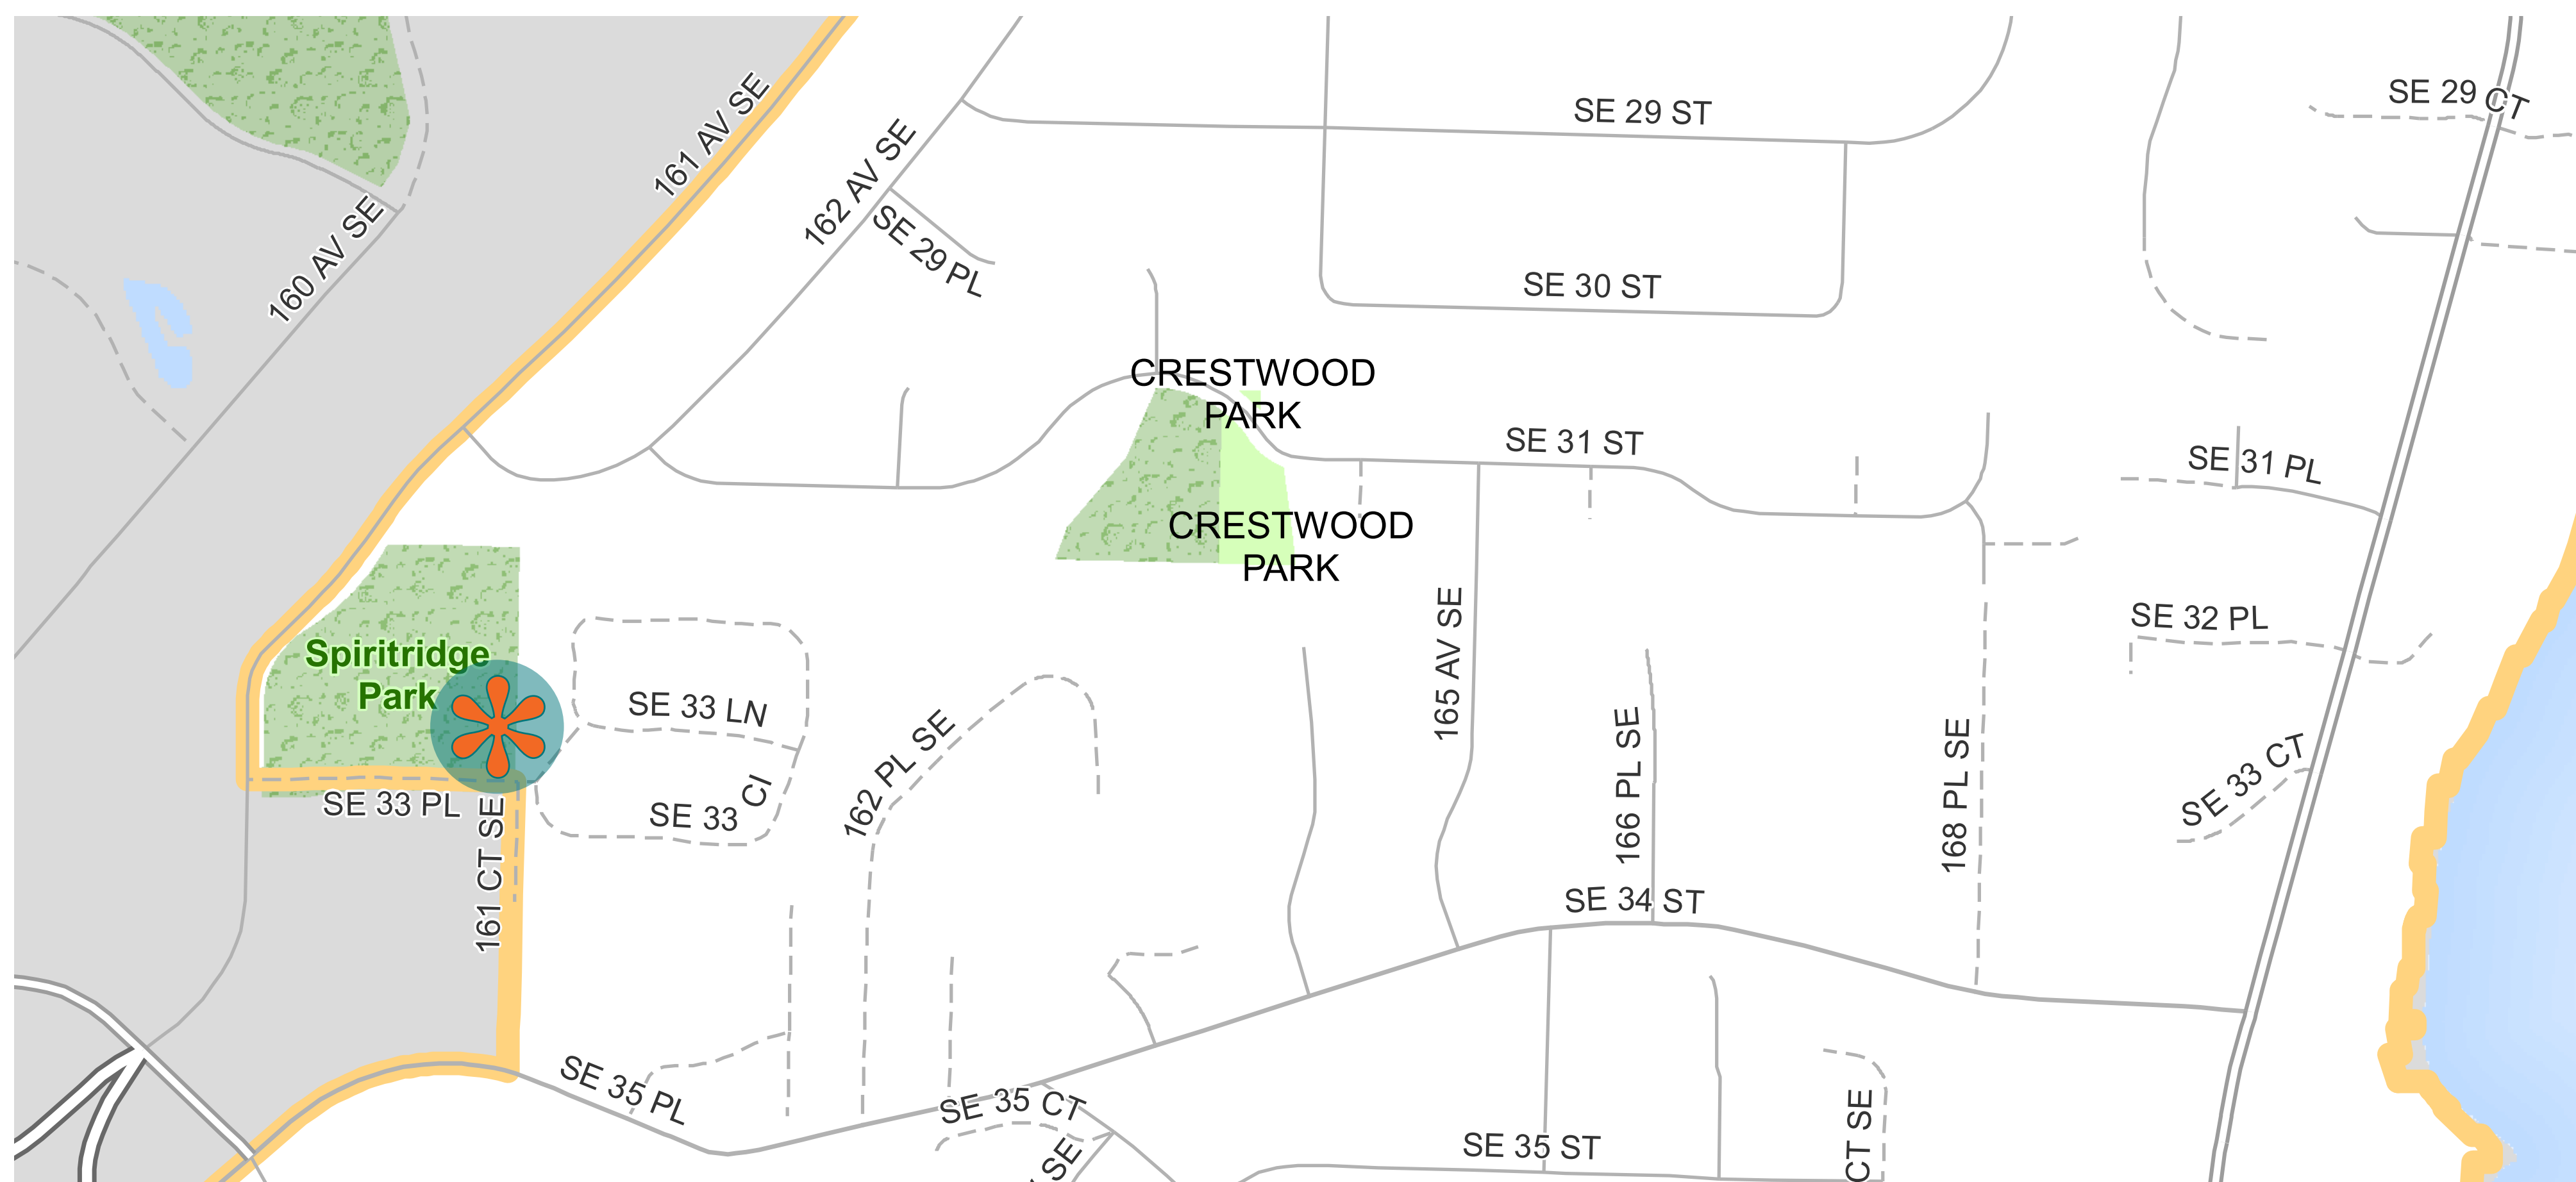 SE 29 CT
161 AV SE
SE 29 ST
162 AV SE
160 AV SE
SE 29 PL
SE 30 ST
CRESTWOOD
PARK
SE 31 ST
SE 31 PL
CRESTWOOD
PARK
SE 32 PL
165 AV SE
Spiritridge
Park
SE 33 LN
162 PL SE
166 PL SE
168 PL SE
SE 33 CT
SE 33 PL
SE 33 CI
161 CT SE
SE 34 ST
SE 35 PL
SE 35 CT
SE 35 ST
SE
CT SE